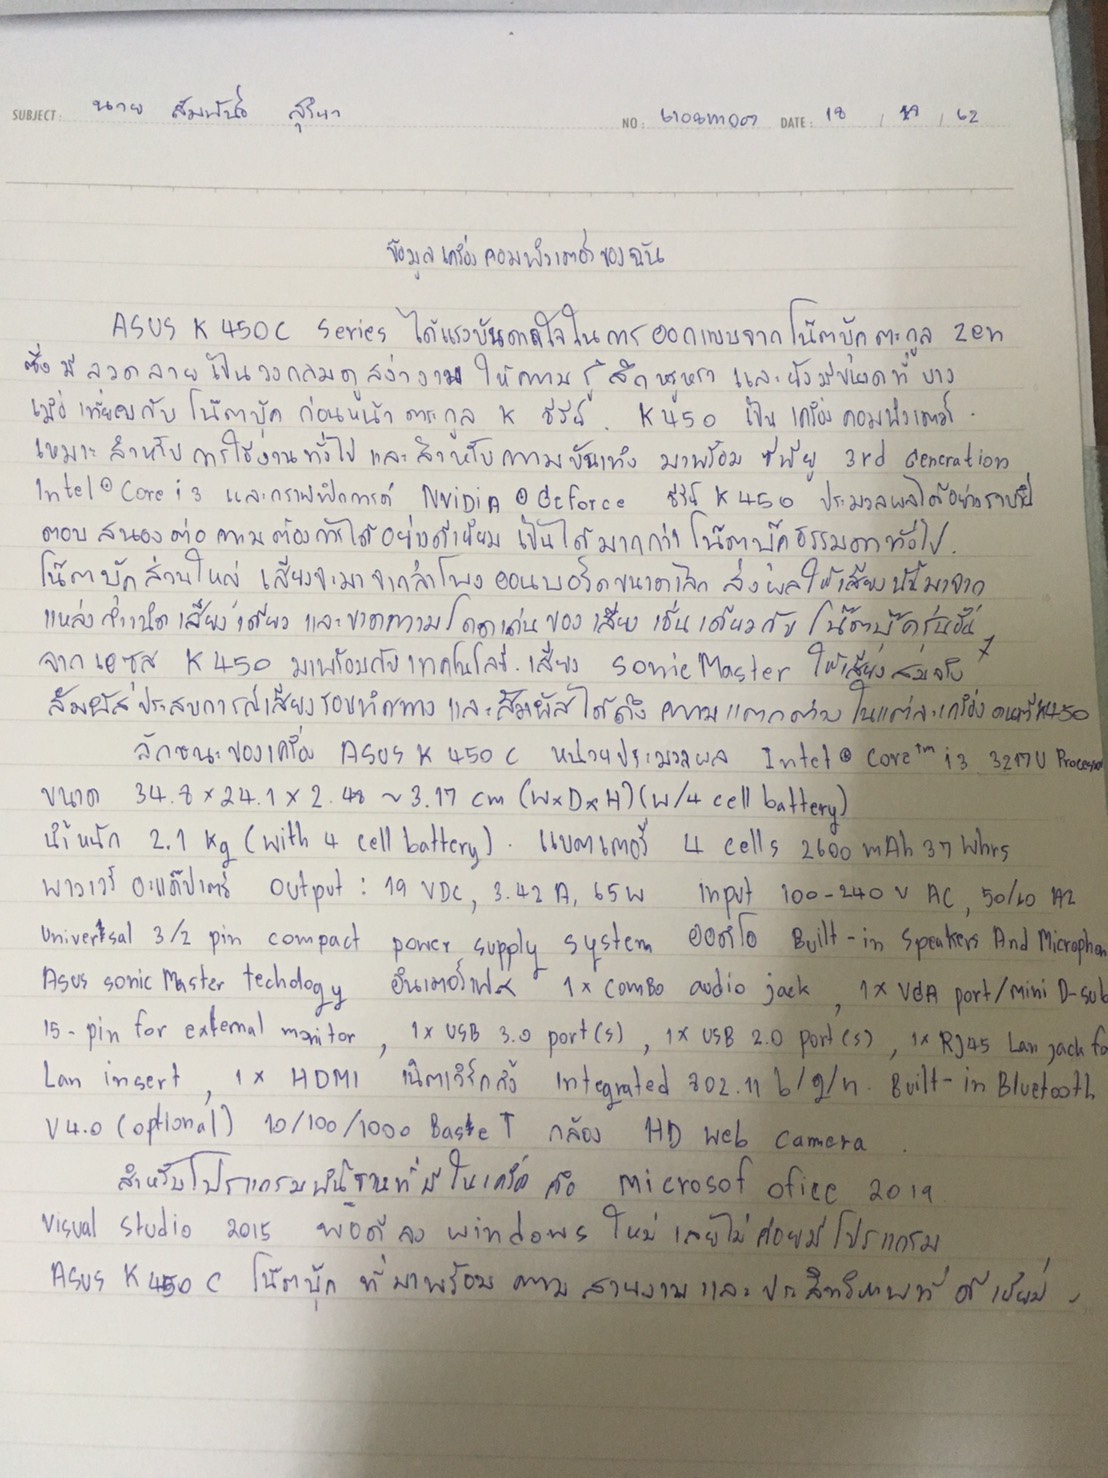 SUBJECT: นาย สัมพันธ์ สุริยา
NO: DATE: 18 / / 62
ข้อมูลเครื่องคอมพิวเตอร์ของฉัน
ASUS K 450C Series ได้แรงบันดาลใจในการออกแบบจากโน๊ตบุ๊คตะกูล Zen
ซึ่งมีลวดลายเป็นวงกลมดูสง่างาม ให้ความรู้สึกหรูหรา และยังมีขนาดที่บาง
เมื่อเทียบกับโน๊ตบุ๊ค ก่อนหน้า ตระกูล K ซีรีย์. K450 เป็นเครื่องคอมพิวเตอร์.
เหมาะสำหรับการใช้งานทั่วไป และสำหรับความบันเทิง มาพร้อม ซีพียู 3rd Generation
Intel® Core i3 และกราฟฟิคการด์ NVIDIA ® Geforce ซีรีย์ K450 ประมวลผลได้อย่างราบรื่น
ตอบสนองต่อความต้องการได้อย่างดีเยี่ยม เป็นได้มากกว่าโน๊ตบุ๊คธรรมดาทั่วไป.
โน๊ตบุ๊คส่วนใหญ่ เสียงจะมาจากลำโพงออนบอร์ดขนาดเล็ก ส่งผลให้เสียงนั้นมาจาก
แหล่งกำเนิดเสียงเดียว และขาดความโดดเด่นของเสียง เช่นเดียวกับโน๊ตบุ๊ครุ่นอื่นๆ
จากเอซุส K450 มาพร้อมกับเทคโนโลยี เสียง SonicMaster ให้เสียงสมจริง
สัมผัสประสบการณ์เสียงรอบทิศทาง และสัมผัสได้ถึง ความแตกต่างในแต่ละเครื่องดนตรี K450
ลักษณะของเครื่อง ASUS K 450 C หน่วยประมวลผล Intel® Core™ i3 3217U Processor
ขนาด 34.8 x 24.1 x 2.48 ~ 3.17 cm (WxDxH) (w/4 cell battery)
น้ำหนัก 2.1 kg (with 4 cell battery). แบตเตอรี่ 4 cells 2600 mAh 37 Whrs
พาวเวร์ อะแด๊ปเตอร์ Output : 19 VDC, 3.42 A, 65w Input 100-240 V AC, 50/60 HZ
Universal 3/2 pin compact power supply system ออดิโอ Built-in Speakers And Microphon
ASUS Sonic Master techdogy อินเตอร์เฟส 1x ComBo audio jack , 1x VGA port/Mini D-sub
15-pin for external monitor , 1x USB 3.0 port(s) , 1x USB 2.0 port(s) , 1x RJ45 Lan jack fo
Lan insert , 1 x HDMI เน็ตเวิร์กกิ้ง Integrated 802.11 b/g/n. Built-in Bluetooth
V4.0 (optional) 10/100/1000 Base T กล้อง HD web camera .
สำหรับโปรแกรมพื้นฐานที่มีในเครื่อง คือ microsof ofiec 2019
Visual Studio 2015 พอดีลง windows ใหม่ เลยไม่ค่อยมีโปรแกรม
ASUS K 450 C โน๊ตบุ๊ค ที่มาพร้อม ความสวยงามและประสิทธิภาพที่ดีเยี่ยม.